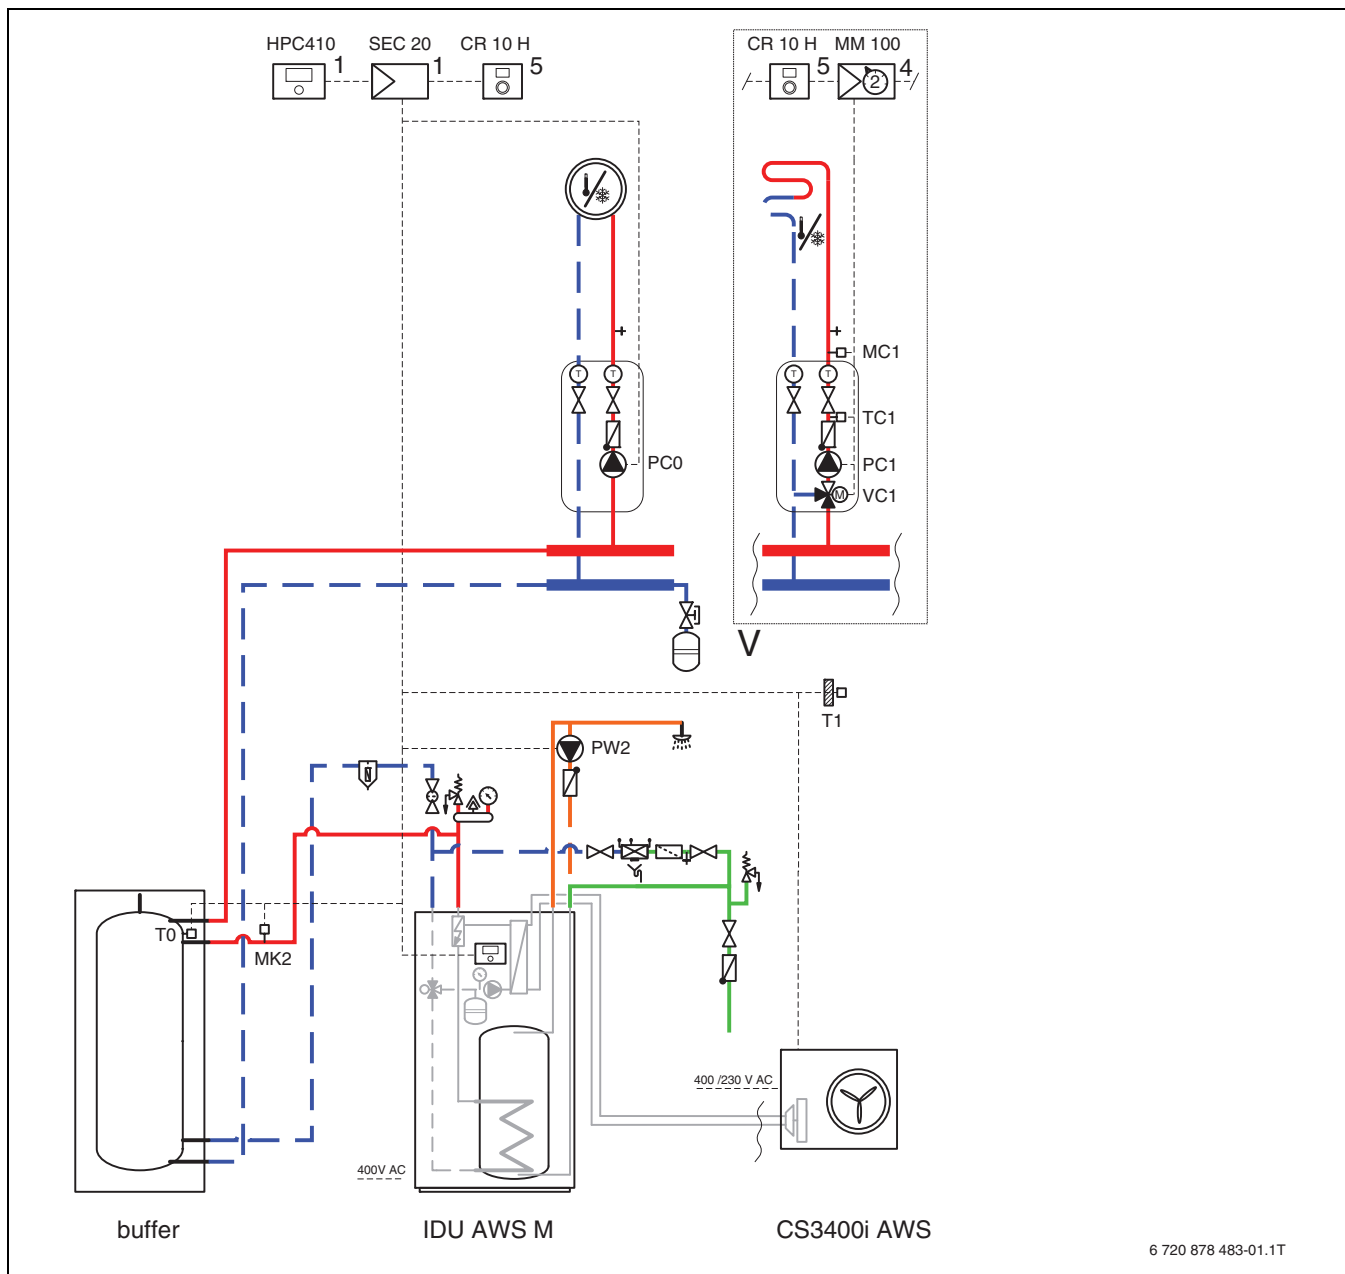 HPC410 SEC 20 CR 10 H CR 10 H MM 100
1 1 5 5 2 4
MC1
T T T T
TC1
PC0 PC1
M VC1
V
T1
PW2
T0
MK2
400 /230 V AC
400V AC
buffer IDU AWS M CS3400i AWS
6 720 878 483-01.1T